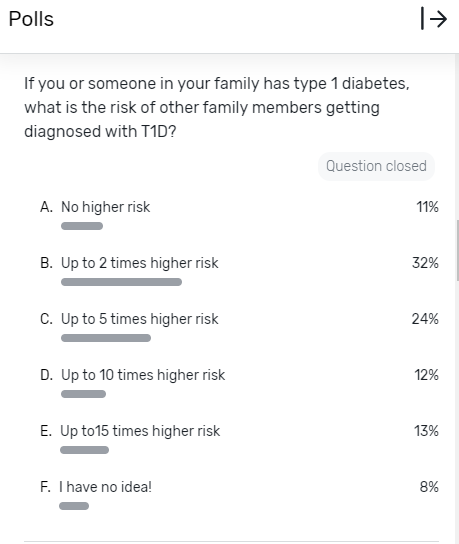 Polls
If you or someone in your family has type 1 diabetes,
what is the risk of other family members getting
diagnosed with T1D?
Question closed
A. No higher risk 11%
B. Up to 2 times higher risk 32%
C. Up to 5 times higher risk 24%
D. Up to 10 times higher risk 12%
E. Up to15 times higher risk 13%
F. I have no idea! 8%